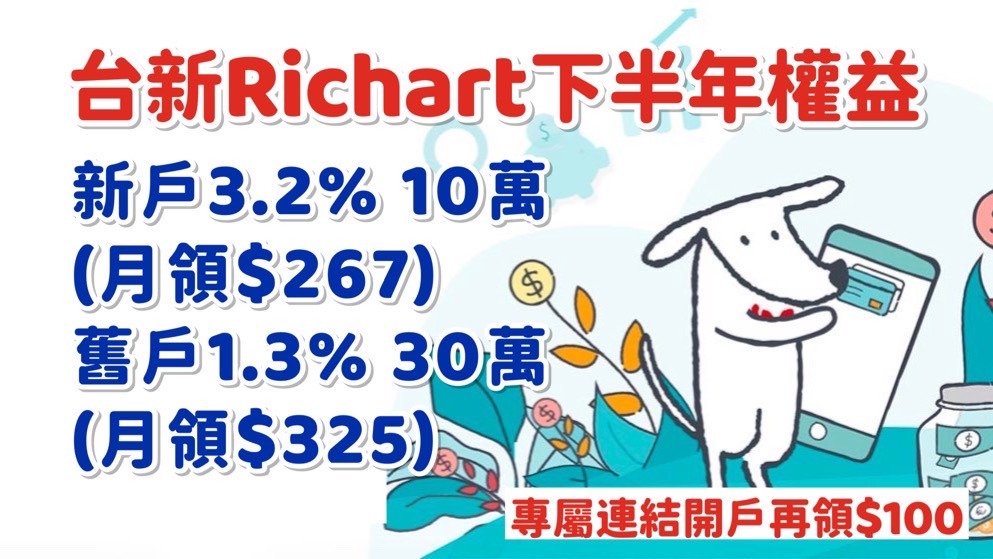 台新Richart下半年權益
新戶3.2% 10萬
(月領$267)
舊戶1.3% 30萬
(月領$325)
專屬連結開戶再領$100